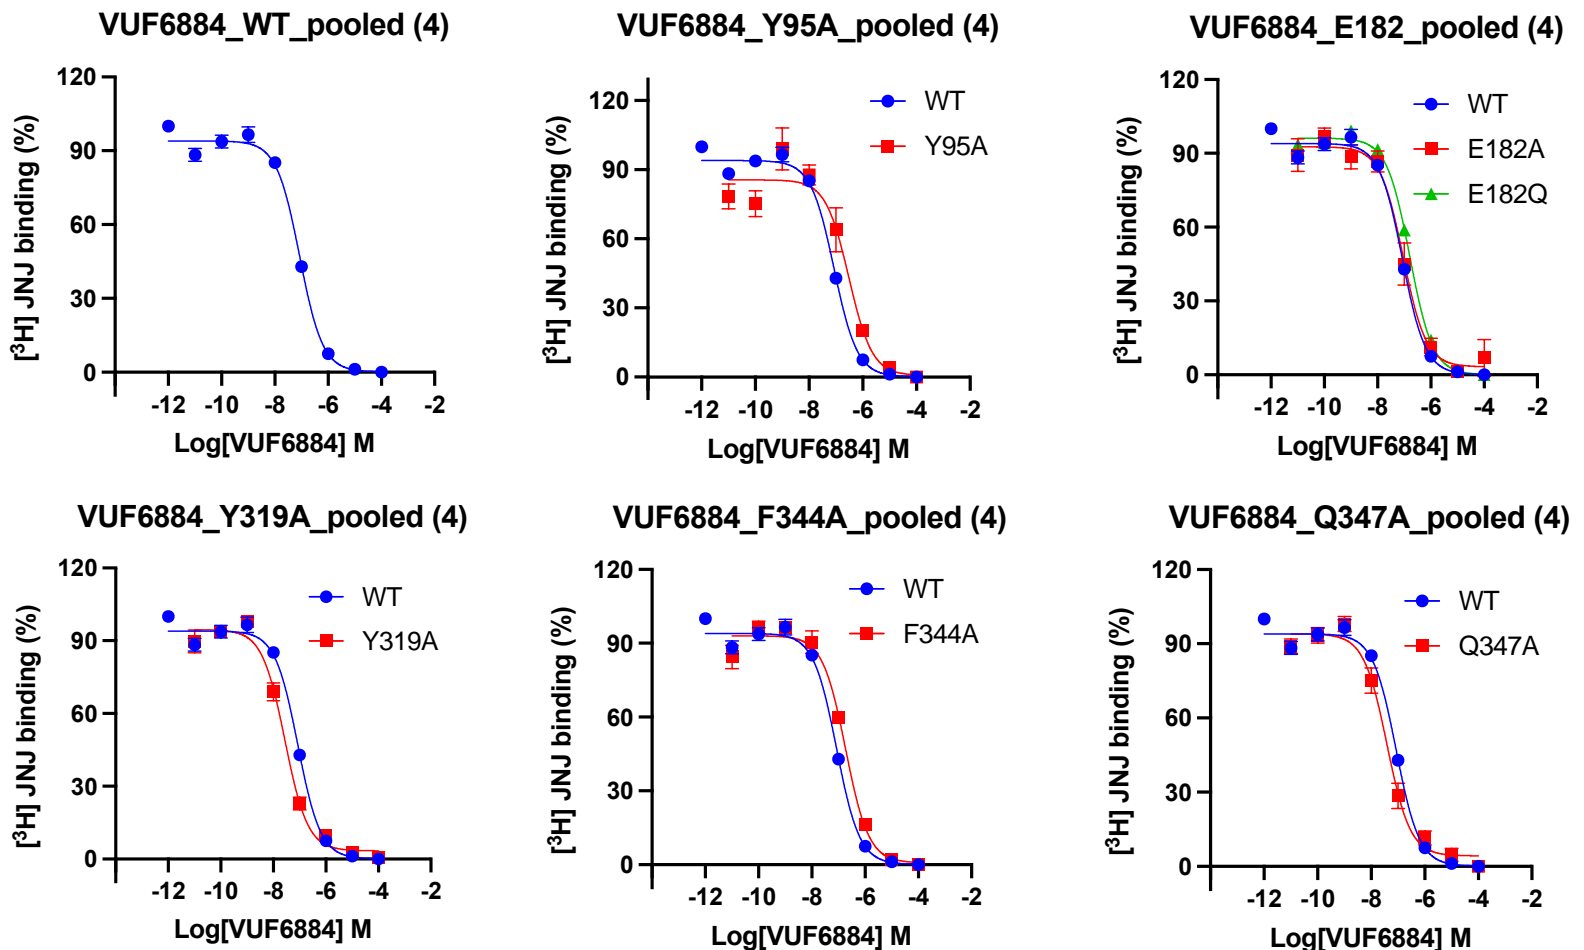 VUF6884_WT_pooled (4)
[³H] JNJ binding (%)
120
90
60
30
0
-12 -10 -8 -6 -4 -2
Log[VUF6884] M
VUF6884_Y95A_pooled (4)
[³H] JNJ binding (%)
120
90
60
30
0
WT
Y95A
-12 -10 -8 -6 -4 -2
Log[VUF6884] M
VUF6884_E182_pooled (4)
[³H] JNJ binding (%)
120
90
60
30
0
WT
E182A
E182Q
-12 -10 -8 -6 -4 -2
Log[VUF6884] M
VUF6884_Y319A_pooled (4)
[³H] JNJ binding (%)
120
90
60
30
0
WT
Y319A
-12 -10 -8 -6 -4 -2
Log[VUF6884] M
VUF6884_F344A_pooled (4)
[³H] JNJ binding (%)
120
90
60
30
0
WT
F344A
-12 -10 -8 -6 -4 -2
Log[VUF6884] M
VUF6884_Q347A_pooled (4)
[³H] JNJ binding (%)
120
90
60
30
0
WT
Q347A
-12 -10 -8 -6 -4 -2
Log[VUF6884] M